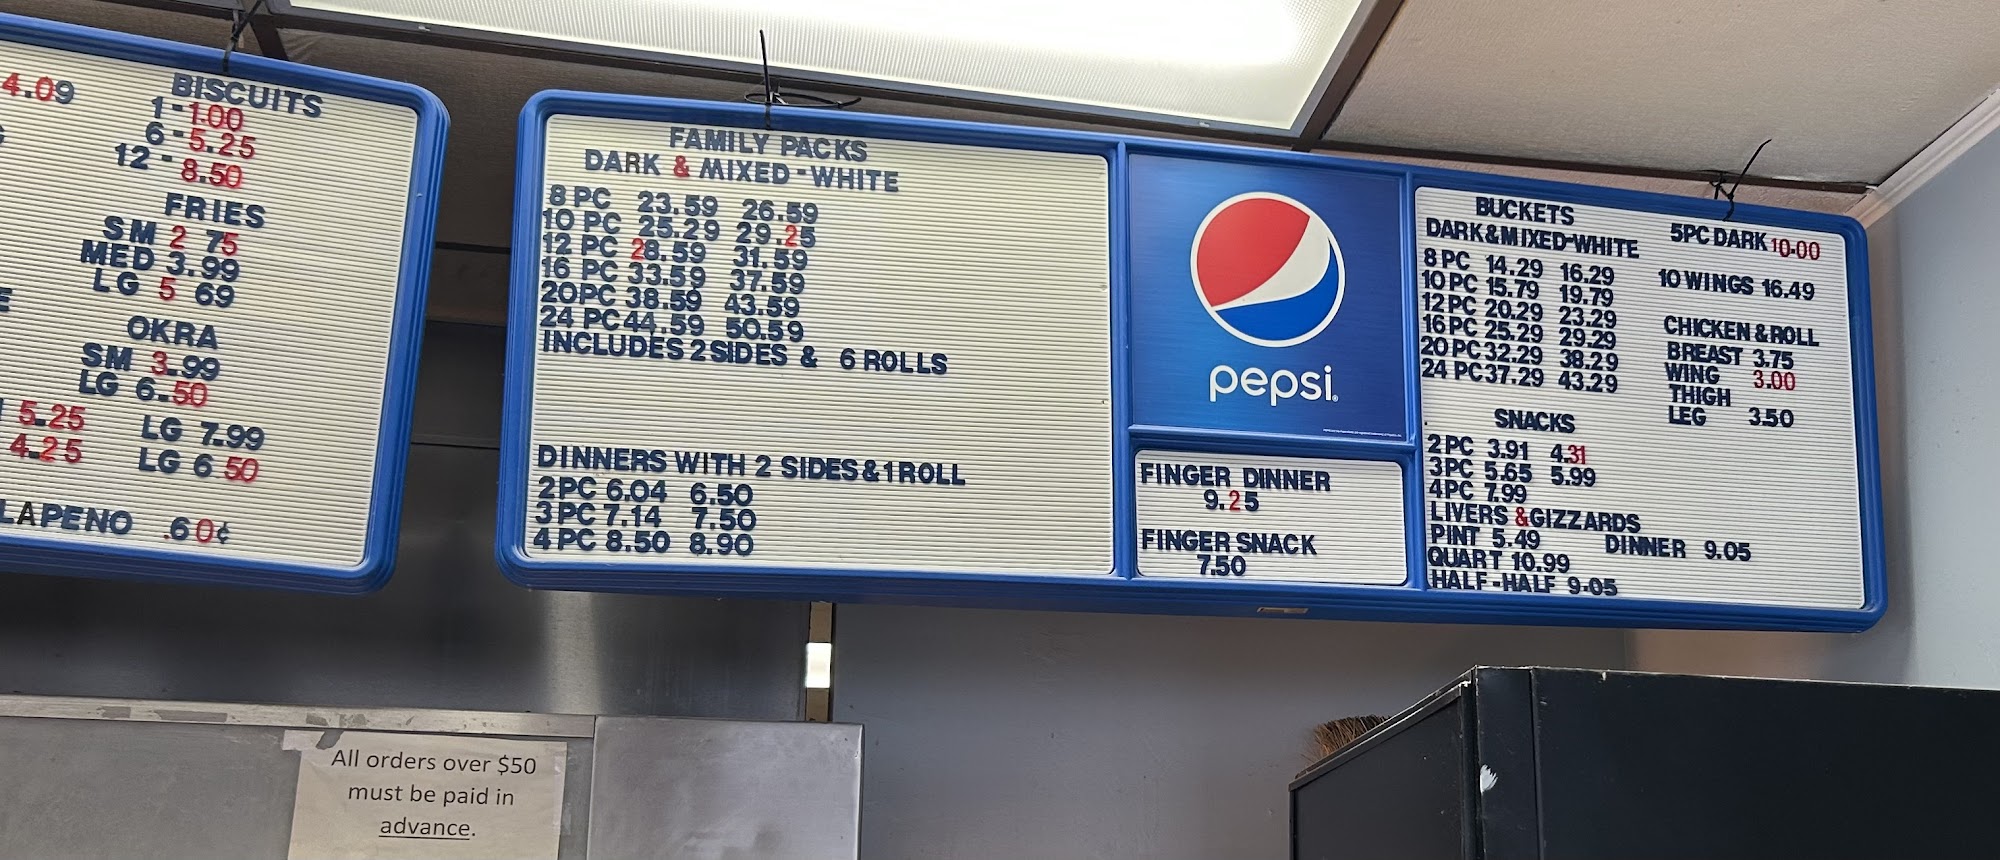 4.09
BISCUITS
1-1.00
6-5.25
12-8.50
FRIES
SM 2 75
MED 3.99
LG 5 69
OKRA
SM 3.99
LG 6.50
5.25 LG 7.99
4.25 LG 6.50
LAPENO .60¢
FAMILY PACKS
DARK & MIXED-WHITE
8 PC 23.59 26.59
10 PC 25.29 29.25
12 PC 28.59 31.59
16 PC 33.59 37.59
20PC 38.59 43.59
24 PC 44.59 50.59
INCLUDES 2 SIDES & 6 ROLLS
DINNERS WITH 2 SIDES & 1 ROLL
2PC 6.04 6.50
3PC 7.14 7.50
4 PC 8.50 8.90
pepsi
FINGER DINNER
9.25
FINGER SNACK
7.50
BUCKETS
DARK&MIXED-WHITE
8 PC 14.29 16.29
10 PC 15.79 19.79
12 PC 20.29 23.29
16 PC 25.29 29.29
20 PC 32.29 38.29
24 PC 37.29 43.29
SNACKS
2 PC 3.91 4.31
3PC 5.65 5.99
4PC 7.99
LIVERS & GIZZARDS
PINT 5.49 DINNER 9.05
QUART 10.99
HALF-HALF 9.05
5PC DARK 10.00
10 WINGS 16.49
CHICKEN & ROLL
BREAST 3.75
WING 3.00
THIGH
LEG 3.50
All orders over $50
must be paid in
advance.